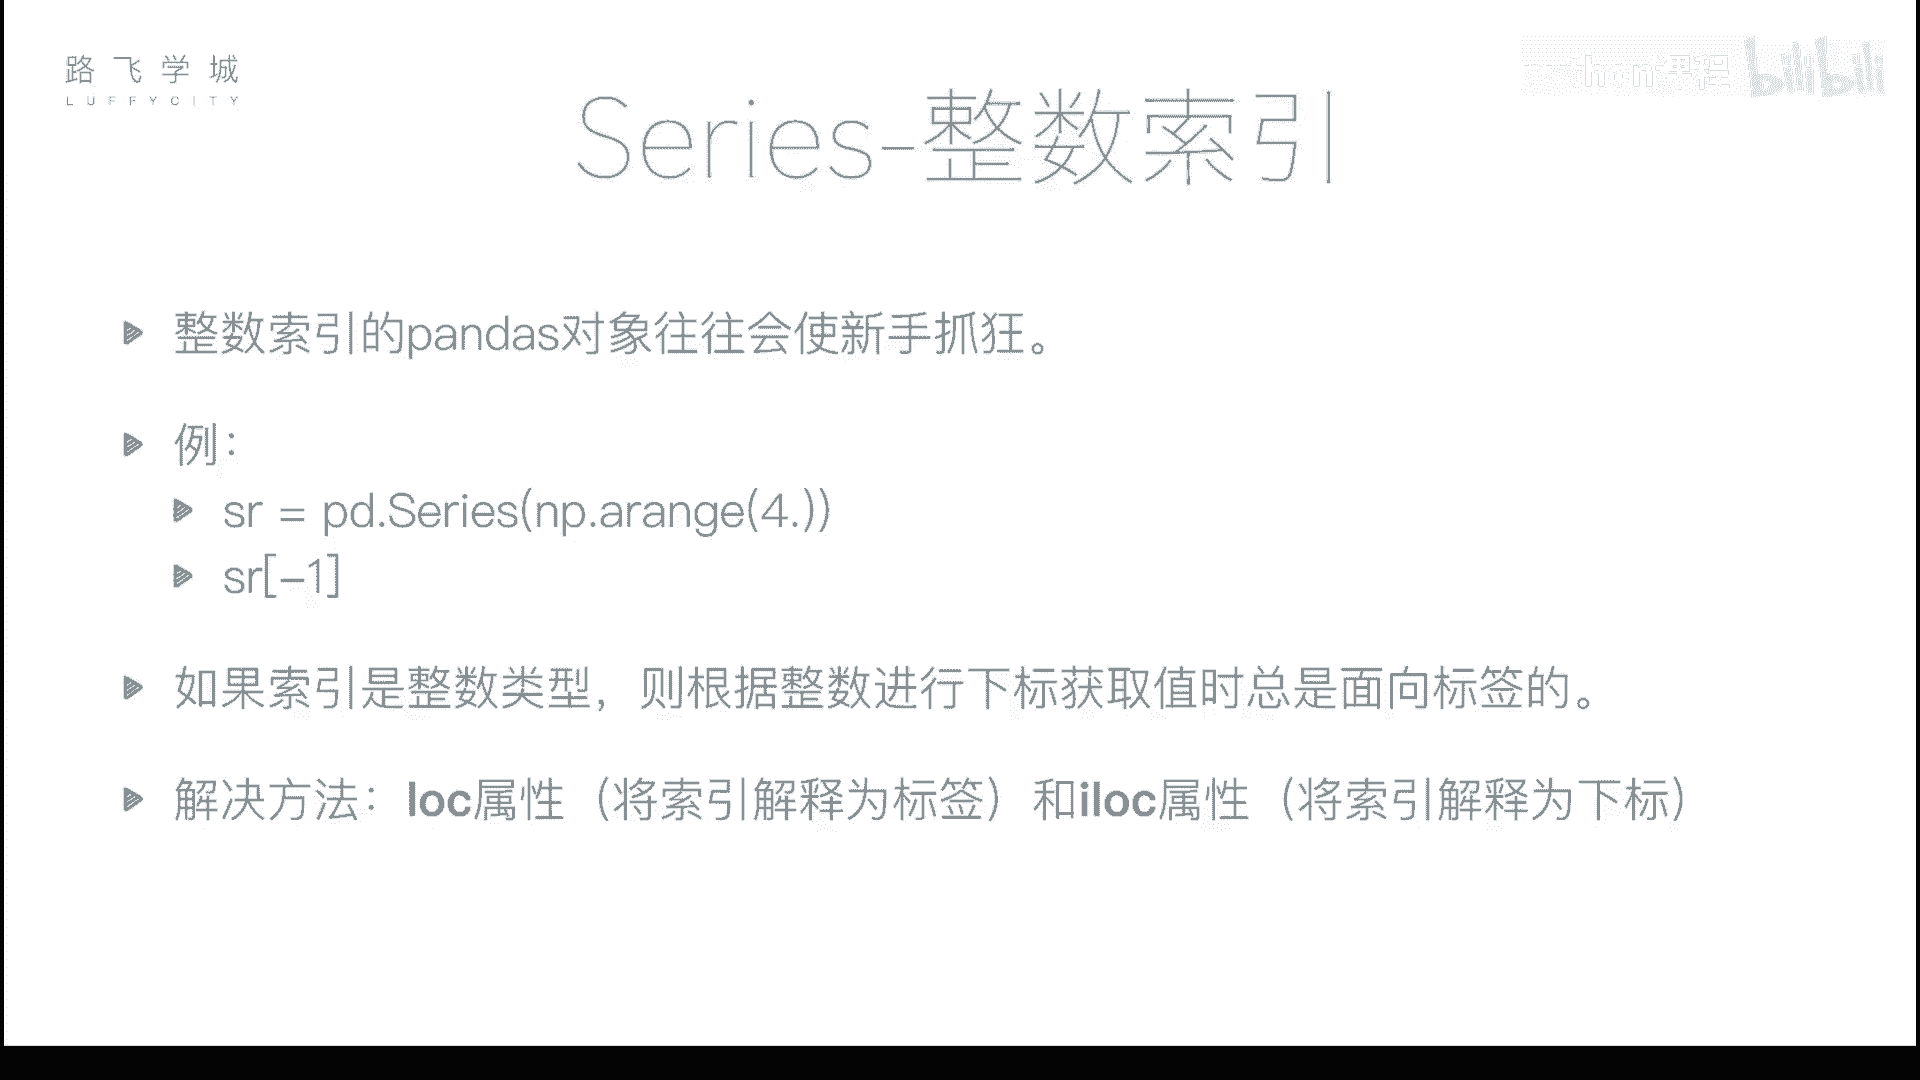 路飞学城
LUFFYCITY
课程 bilibili
Series-整数索引
整数索引的pandas对象往往会使新手抓狂。
例：
sr = pd.Series(np.arange(4.))
sr[-1]
如果索引是整数类型，则根据整数进行下标获取值时总是面向标签的。
解决方法：loc属性（将索引解释为标签）和iloc属性（将索引解释为下标）